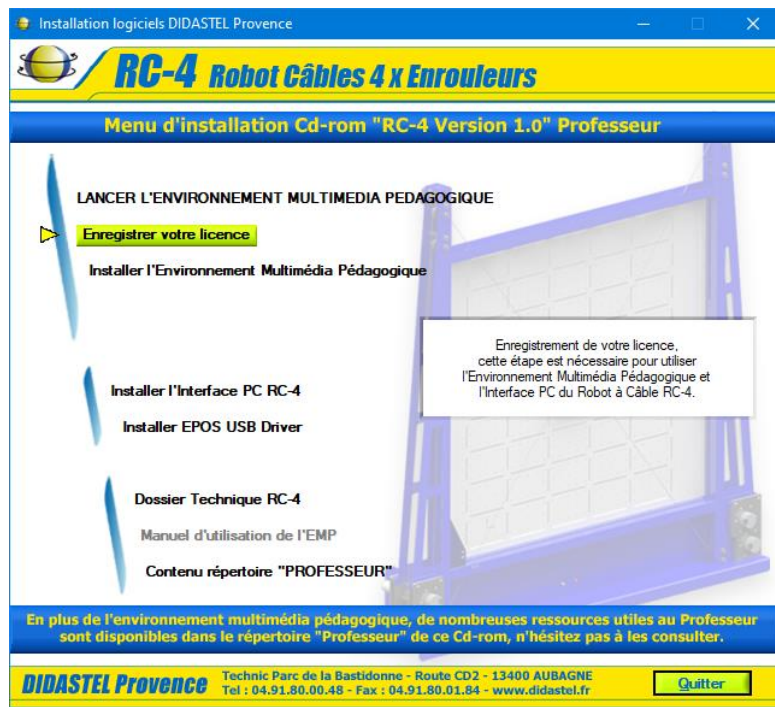 Installation logiciels DIDASTEL Provence
RC-4 Robot Câbles 4 x Enrouleurs
Menu d'installation Cd-rom "RC-4 Version 1.0" Professeur
LANCER L'ENVIRONNEMENT MULTIMEDIA PEDAGOGIQUE
Enregistrer votre licence
Installer l'Environnement Multimédia Pédagogique
Enregistrement de votre licence,
cette étape est nécessaire pour utiliser
l'Environnement Multimédia Pédagogique et
l'Interface PC du Robot à Câble RC-4.
Installer l'Interface PC RC-4
Installer EPOS USB Driver
Dossier Technique RC-4
Manuel d'utilisation de l'EMP
Contenu répertoire "PROFESSEUR"
En plus de l'environnement multimédia pédagogique, de nombreuses ressources utiles au Professeur
sont disponibles dans le répertoire "Professeur" de ce Cd-rom, n'hésitez pas à les consulter.
DIDASTEL Provence
Technic Parc de la Bastidonne - Route CD2 - 13400 AUBAGNE
Tel : 04.91.80.00.48 - Fax : 04.91.80.01.84 - www.didastel.fr
Quitter